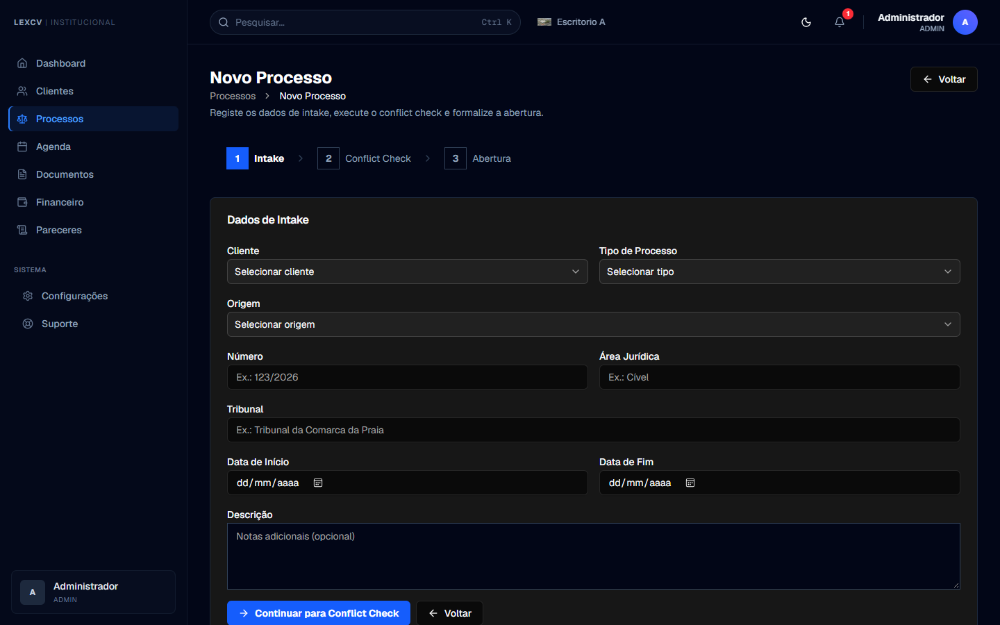 LEXCV | INSTITUCIONAL
Dashboard
Clientes
Processos
Agenda
Documentos
Financeiro
Pareceres
SISTEMA
Configurações
Suporte
A
Administrador
ADMIN
Pesquisar...
Ctrl K
Escritorio A
1
Administrador
ADMIN
A
Novo Processo
Processos > Novo Processo
Registe os dados de intake, execute o conflict check e formalize a abertura.
Voltar
1 Intake
2 Conflict Check
3 Abertura
Dados de Intake
Cliente
Selecionar cliente
Tipo de Processo
Selecionar tipo
Origem
Selecionar origem
Número
Ex.: 123/2026
Área Jurídica
Ex.: Cível
Tribunal
Ex.: Tribunal da Comarca da Praia
Data de Início
dd/mm/aaaa
Data de Fim
dd/mm/aaaa
Descrição
Notas adicionais (opcional)
Continuar para Conflict Check
Voltar